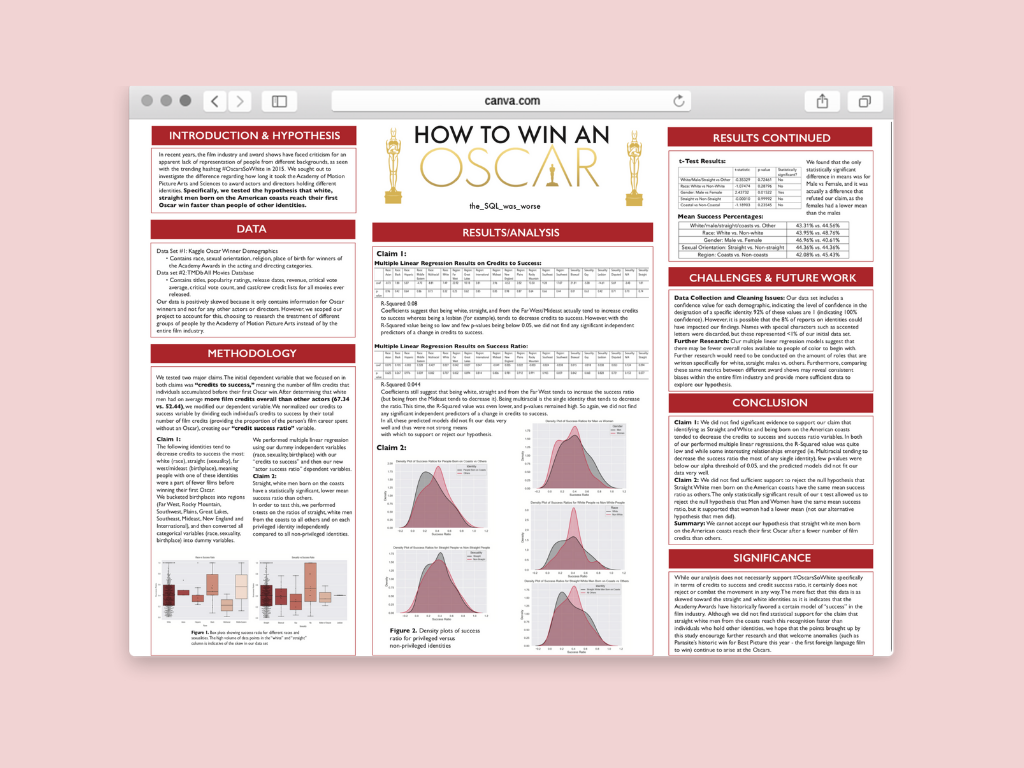 canva.com
INTRODUCTION & HYPOTHESIS
In recent years, the film industry and award shows have faced criticism for an
apparent lack of representation of people from different backgrounds, as seen
with the trending hashtag #OscarsSoWhite in 2015. We sought out to
investigate the difference regarding how long it took the Academy of Motion
Picture Arts and Sciences to award actors and directors holding different
identities. Specifically, we tested the hypothesis that white,
straight men born on the American coasts reach their first
Oscar win faster than people of other identities.
DATA
Data Set #1: Kaggle Oscar Winner Demographics
• Contains race, sexual orientation, religion, place of birth for winners of
the Academy Awards in the acting and directing categories.
Data set #2: TMDb All Movies Database
• Contains titles, popularity ratings, release dates, revenue, critical vote
average, critical vote count, and cast/crew credit lists for all movies ever
released.
Our data is positively skewed because it only contains information for Oscar
winners and not for any other actors or directors. However, we scoped our
project to account for this, choosing to research the treatment of different
groups of people by the Academy of Motion Picture Arts instead of by the
entire film industry.
METHODOLOGY
We tested two major claims. The initial dependent variable that we focused on in
both claims was “credits to success,” meaning the number of film credits that
individuals accumulated before their first Oscar win. After determining that white
men had on average more film credits overall than other actors (67.34
vs. 52.44), we modified our dependent variable. We normalized our credits to
success variable by dividing each individual's credits to success by their total
number of film credits (providing the proportion of the person's film career spent
without an Oscar), creating our “credit success ratio” variable.
Claim 1:
The following identities tend to
decrease credits to success the most:
white (race), straight (sexuality), far
west/mideast (birthplace), meaning
people with one of these identities
were a part of fewer films before
winning their first Oscar.
We bucketed birthplaces into regions
(Far West, Rocky Mountain,
Southwest, Plains, Great Lakes,
Southeast, Mideast, New England and
International), and then converted all
categorical variables (race, sexuality,
birthplace) into dummy variables.
We performed multiple linear regression
using our dummy independent variables
(race, sexuality, birthplace) with our
"credits to success" and then our new
"actor success ratio" dependent variables.
Claim 2:
Straight, white men born on the coasts
have a statistically significant, lower mean
success ratio than others.
In order to test this, we performed
t-tests on the ratios of straight, white men
from the coasts to all others and on each
privileged identity independently
compared to all non-privileged identities.
Figure 1. Box plots showing success ratio for different races and
sexualities. The high volume of data points in the "white" and "straight"
columns is indicative of the skew in our data set
HOW TO WIN AN
OSCAR
the_SQL_was_worse
RESULTS/ANALYSIS
Claim 1:
Multiple Linear Regression Results on Credits to Success:
R-Squared: 0.08
Coefficients suggest that being white, straight, and from the Far West/Mideast actually tend to increase credits
to success whereas being a lesbian (for example), tends to decrease credits to success. However, with the
R-Squared value being so low and few p-values being below 0.05, we did not find any significant independent
predictors of a change in credits to success.
Multiple Linear Regression Results on Success Ratio:
R-Squared: 0.044
Coefficients still suggest that being white, straight, and from the Far West tends to increase the success ratio
(but being from the Mideast tends to decrease it). Being multiracial is the single identity that tends to decrease
the ratio. This time, the R-Squared value was even lower, and p-values remained high. So again, we did not find
any significant independent predictors of a change in credits to success.
In all, these predicted models did not fit our data very
well and thus were not strong means
with which to support or reject our hypothesis.
Claim 2:
Figure 2. Density plots of success
ratio for privileged versus
non-privileged identities
RESULTS CONTINUED
t-Test Results:
t-statistic p-value Statistically significant?
White/Male/Straight vs Other
Race: White vs Non-White
Gender: Male vs Female
Straight vs Non-Straight
Coastal vs Non-Coastal
We found that the only
statistically significant
difference in means was for
Male vs Female, and it was
actually a difference that
refuted our claim, as the
females had a lower mean
than the males
Mean Success Percentages:
White/male/straight/coasts vs. Other 43.31% vs. 44.56%
Race: White vs. Non-white 43.95% vs. 48.76%
Gender: Male vs. Female 46.96% vs. 40.61%
Sexual Orientation: Straight vs. Non-straight 44.36% vs. 44.36%
Region: Coasts vs. Non-coasts 42.08% vs. 45.43%
CHALLENGES & FUTURE WORK
Data Collection and Cleaning Issues: Our data set includes a
confidence value for each demographic, indicating the level of confidence in the
designation of a specific identity. 92% of these values are 1 (indicating 100%
confidence). However, it is possible that the 8% of reports on identities could
have impacted our findings. Names with special characters such as accented
letters were discarded, but those represented <1% of our initial data set.
Further Research: Our multiple linear regression models suggest that
there may be fewer overall roles available to people of color to begin with.
Further research would need to be conducted on the amount of roles that are
written specifically for white, straight males vs. others. Furthermore, comparing
those same metrics between different award shows may reveal consistent
biases within the entire film industry and provide more sufficient data to
explore our hypothesis.
CONCLUSION
Claim 1: We did not find significant evidence to support our claim that
identifying as Straight and White and being born on the American coasts
tended to decrease the credits to success and success ratio variables. In both
of our performed multiple linear regressions, the R-Squared value was quite
low and while some interesting relationships emerged (ie. Multiracial tending to
decrease the success ratio the most of any single identity), few p-values were
below our alpha threshold of 0.05, and the predicted models did not fit our
data very well.
Claim 2: We did not find sufficient support to reject the null hypothesis that
Straight White men born on the American coasts have the same mean success
ratio as others. The only statistically significant result of our t test allowed us to
reject the null hypothesis that Men and Women have the same mean success
ratio, but it supported that women had a lower mean (not our alternative
hypothesis that men did).
Summary: We cannot accept our hypothesis that straight white men born
on the American coasts reach their first Oscar after a fewer number of film
credits than others.
SIGNIFICANCE
While our analysis does not necessarily support #OscarsSoWhite specifically
in terms of credits to success and credit success ratio, it certainly does not
reject or combat the movement in any way. The mere fact that this data is as
skewed toward the straight and white identities as it is indicates that the
Academy Awards have historically favored a certain model of “success” in the
film industry. Although we did not find statistical support for the claim that
straight white men from the coasts reach this recognition faster than
individuals who hold other identities, we hope that the points brought up by
this study encourage further research and that welcome anomalies (such as
Parasite's historic win for Best Picture this year - the first foreign language film
to win) continue to arise at the Oscars.